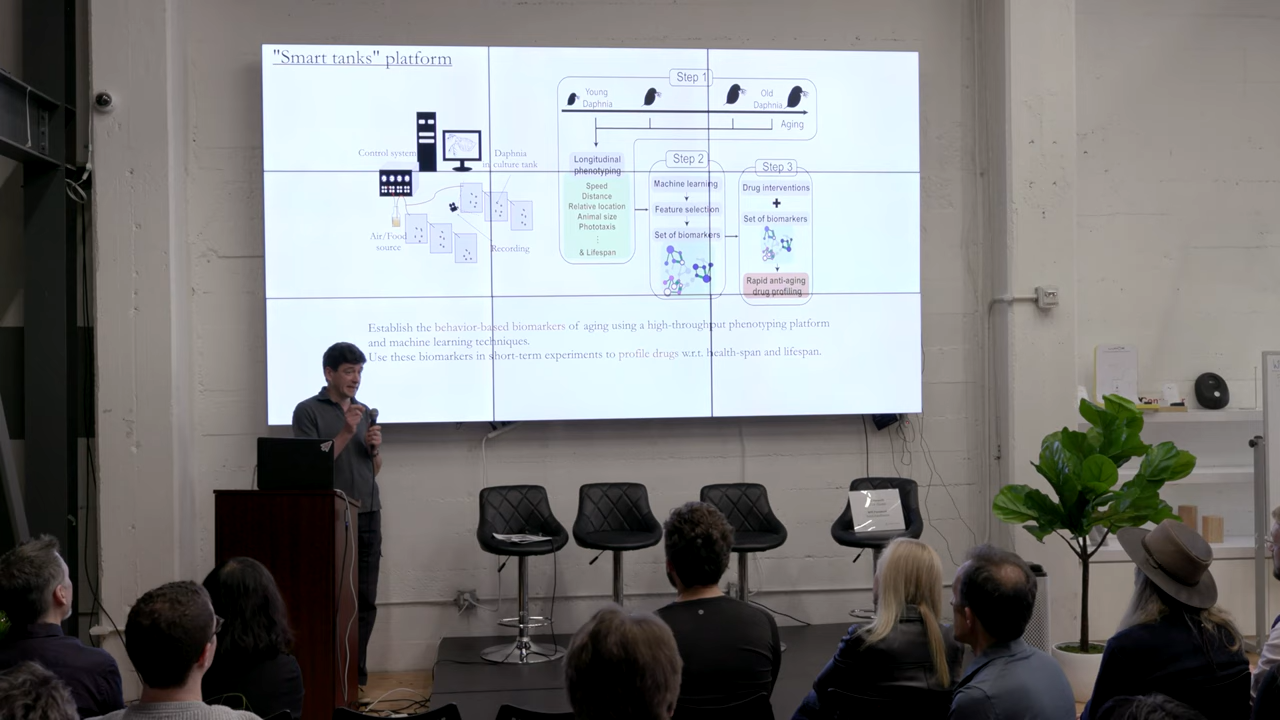 "Smart tanks" platform
Control system
Daphnia
in culture tank
Air/Food
source
Recording
Step 1
Young
Daphnia
Old
Daphnia
Aging
Longitudinal
phenotyping
Speed
Distance
Relative location
Animal size
Phototaxis
⋮
& Lifespan
Step 2
Machine learning
Feature selection
Set of biomarkers
Step 3
Drug interventions
+
Set of biomarkers
Rapid anti-aging
drug profiling
Establish the behavior-based biomarkers of aging using a high-throughput phenotyping platform
and machine learning techniques.
Use these biomarkers in short-term experiments to profile drugs w.r.t. health-span and lifespan.